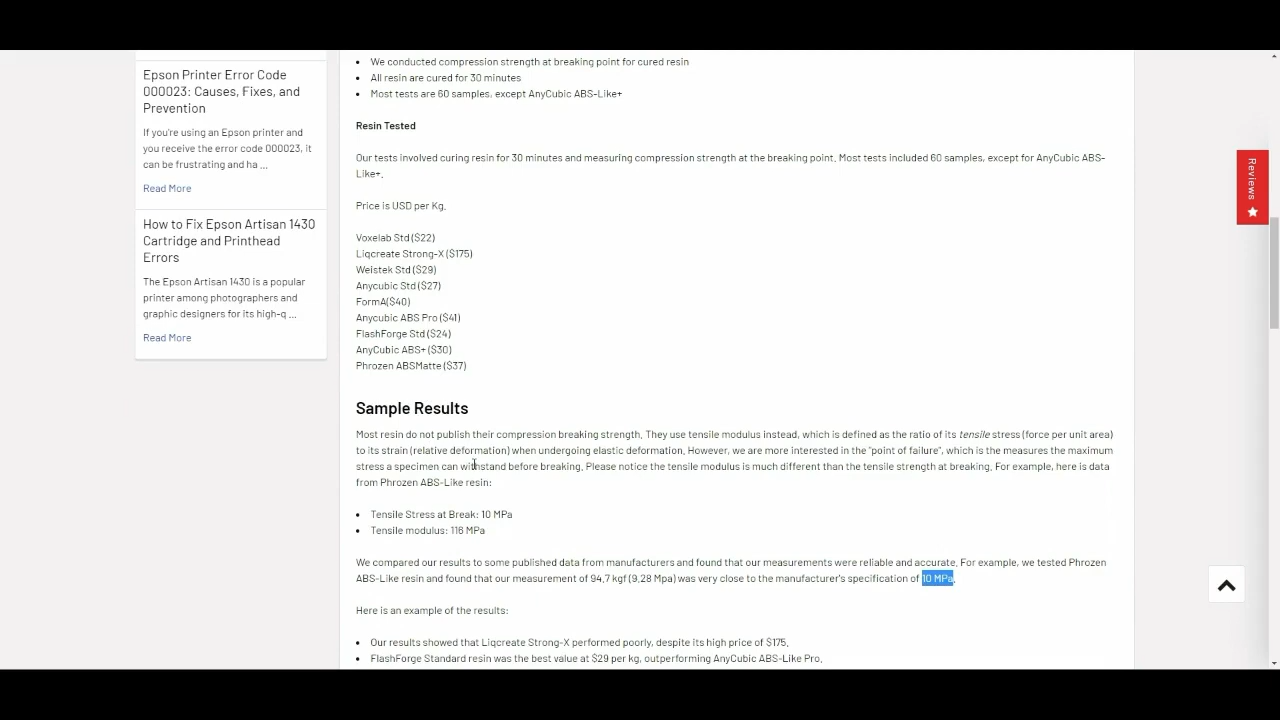 Epson Printer Error Code
000023: Causes, Fixes, and
Prevention
If you're using an Epson printer and
you receive the error code 000023, it
can be frustrating and ha ...
Read More
How to Fix Epson Artisan 1430
Cartridge and Printhead
Errors
The Epson Artisan 1430 is a popular
printer among photographers and
graphic designers for its high-q ...
Read More
• We conducted compression strength at breaking point for cured resin
• All resin are cured for 30 minutes
• Most tests are 60 samples, except AnyCubic ABS-Like+
Resin Tested
Our tests involved curing resin for 30 minutes and measuring compression strength at the breaking point. Most tests included 60 samples, except for AnyCubic ABS-
Like+.
Price is USD per Kg.
Voxelab Std ($22)
Liqcreate Strong-X ($175)
Weistek Std ($29)
Anycubic Std ($27)
FormA($40)
Anycubic ABS Pro ($41)
FlashForge Std ($24)
AnyCubic ABS+ ($30)
Phrozen ABSMatte ($37)
Sample Results
Most resin do not publish their compression breaking strength. They use tensile modulus instead, which is defined as the ratio of its tensile stress (force per unit area)
to its strain (relative deformation) when undergoing elastic deformation. However, we are more interested in the "point of failure", which is the measures the maximum
stress a specimen can withstand before breaking. Please notice the tensile modulus is much different than the tensile strength at breaking. For example, here is data
from Phrozen ABS-Like resin:
• Tensile Stress at Break: 10 MPa
• Tensile modulus: 116 MPa
We compared our results to some published data from manufacturers and found that our measurements were reliable and accurate. For example, we tested Phrozen
ABS-Like resin and found that our measurement of 94.7 kgf (9.28 Mpa) was very close to the manufacturer's specification of 10 MPa.
Here is an example of the results:
• Our results showed that Liqcreate Strong-X performed poorly, despite its high price of $175.
• FlashForge Standard resin was the best value at $29 per kg, outperforming AnyCubic ABS-Like Pro.
Reviews